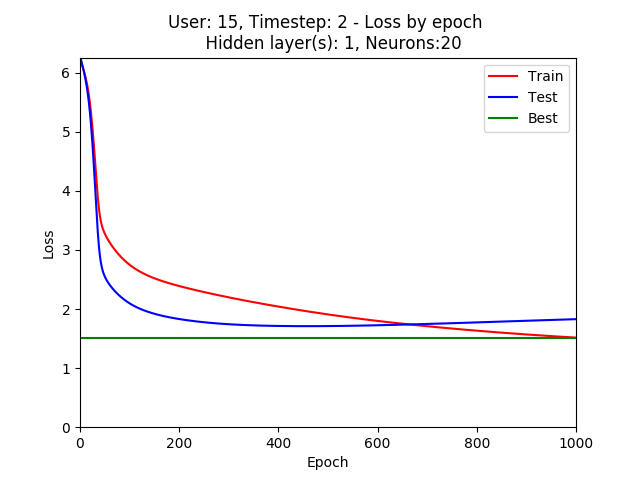 User: 15, Timestep: 2 - Loss by epoch
Hidden layer(s): 1, Neurons:20
6
5
4
3
2
1
0
Loss
Train
Test
Best
0 200 400 600 800 1000
Epoch